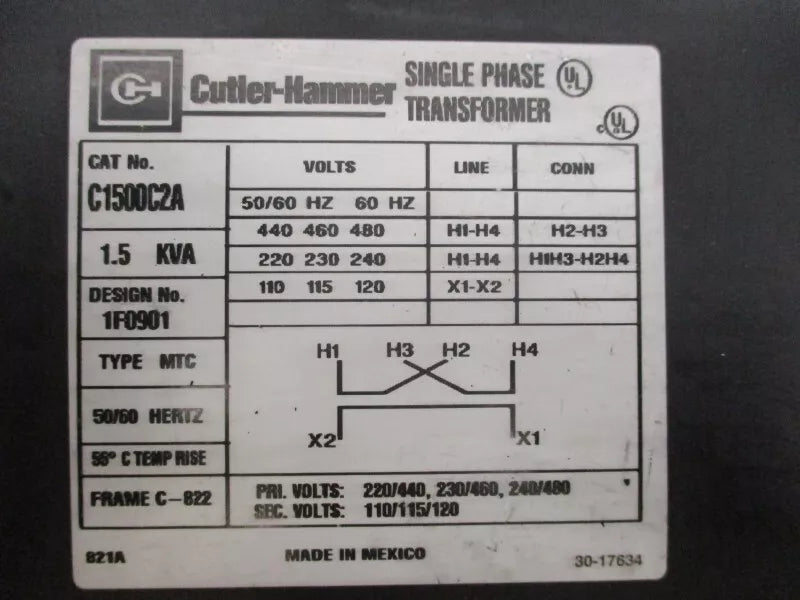 CH Cutler-Hammer SINGLE PHASE TRANSFORMER UL
c UL
CAT No.
C1500C2A
1.5 KVA
DESIGN No.
1F0901
TYPE MTC
50/60 HERTZ
55° C TEMP RISE
FRAME C-822
VOLTS LINE CONN
50/60 HZ 60 HZ
440 460 480 H1-H4 H2-H3
220 230 240 H1-H4 H1H3-H2H4
110 115 120 X1-X2
H1 H3 H2 H4
X2 X1
PRI. VOLTS: 220/440, 230/460, 240/480
SEC. VOLTS: 110/115/120
821A MADE IN MEXICO 30-17634